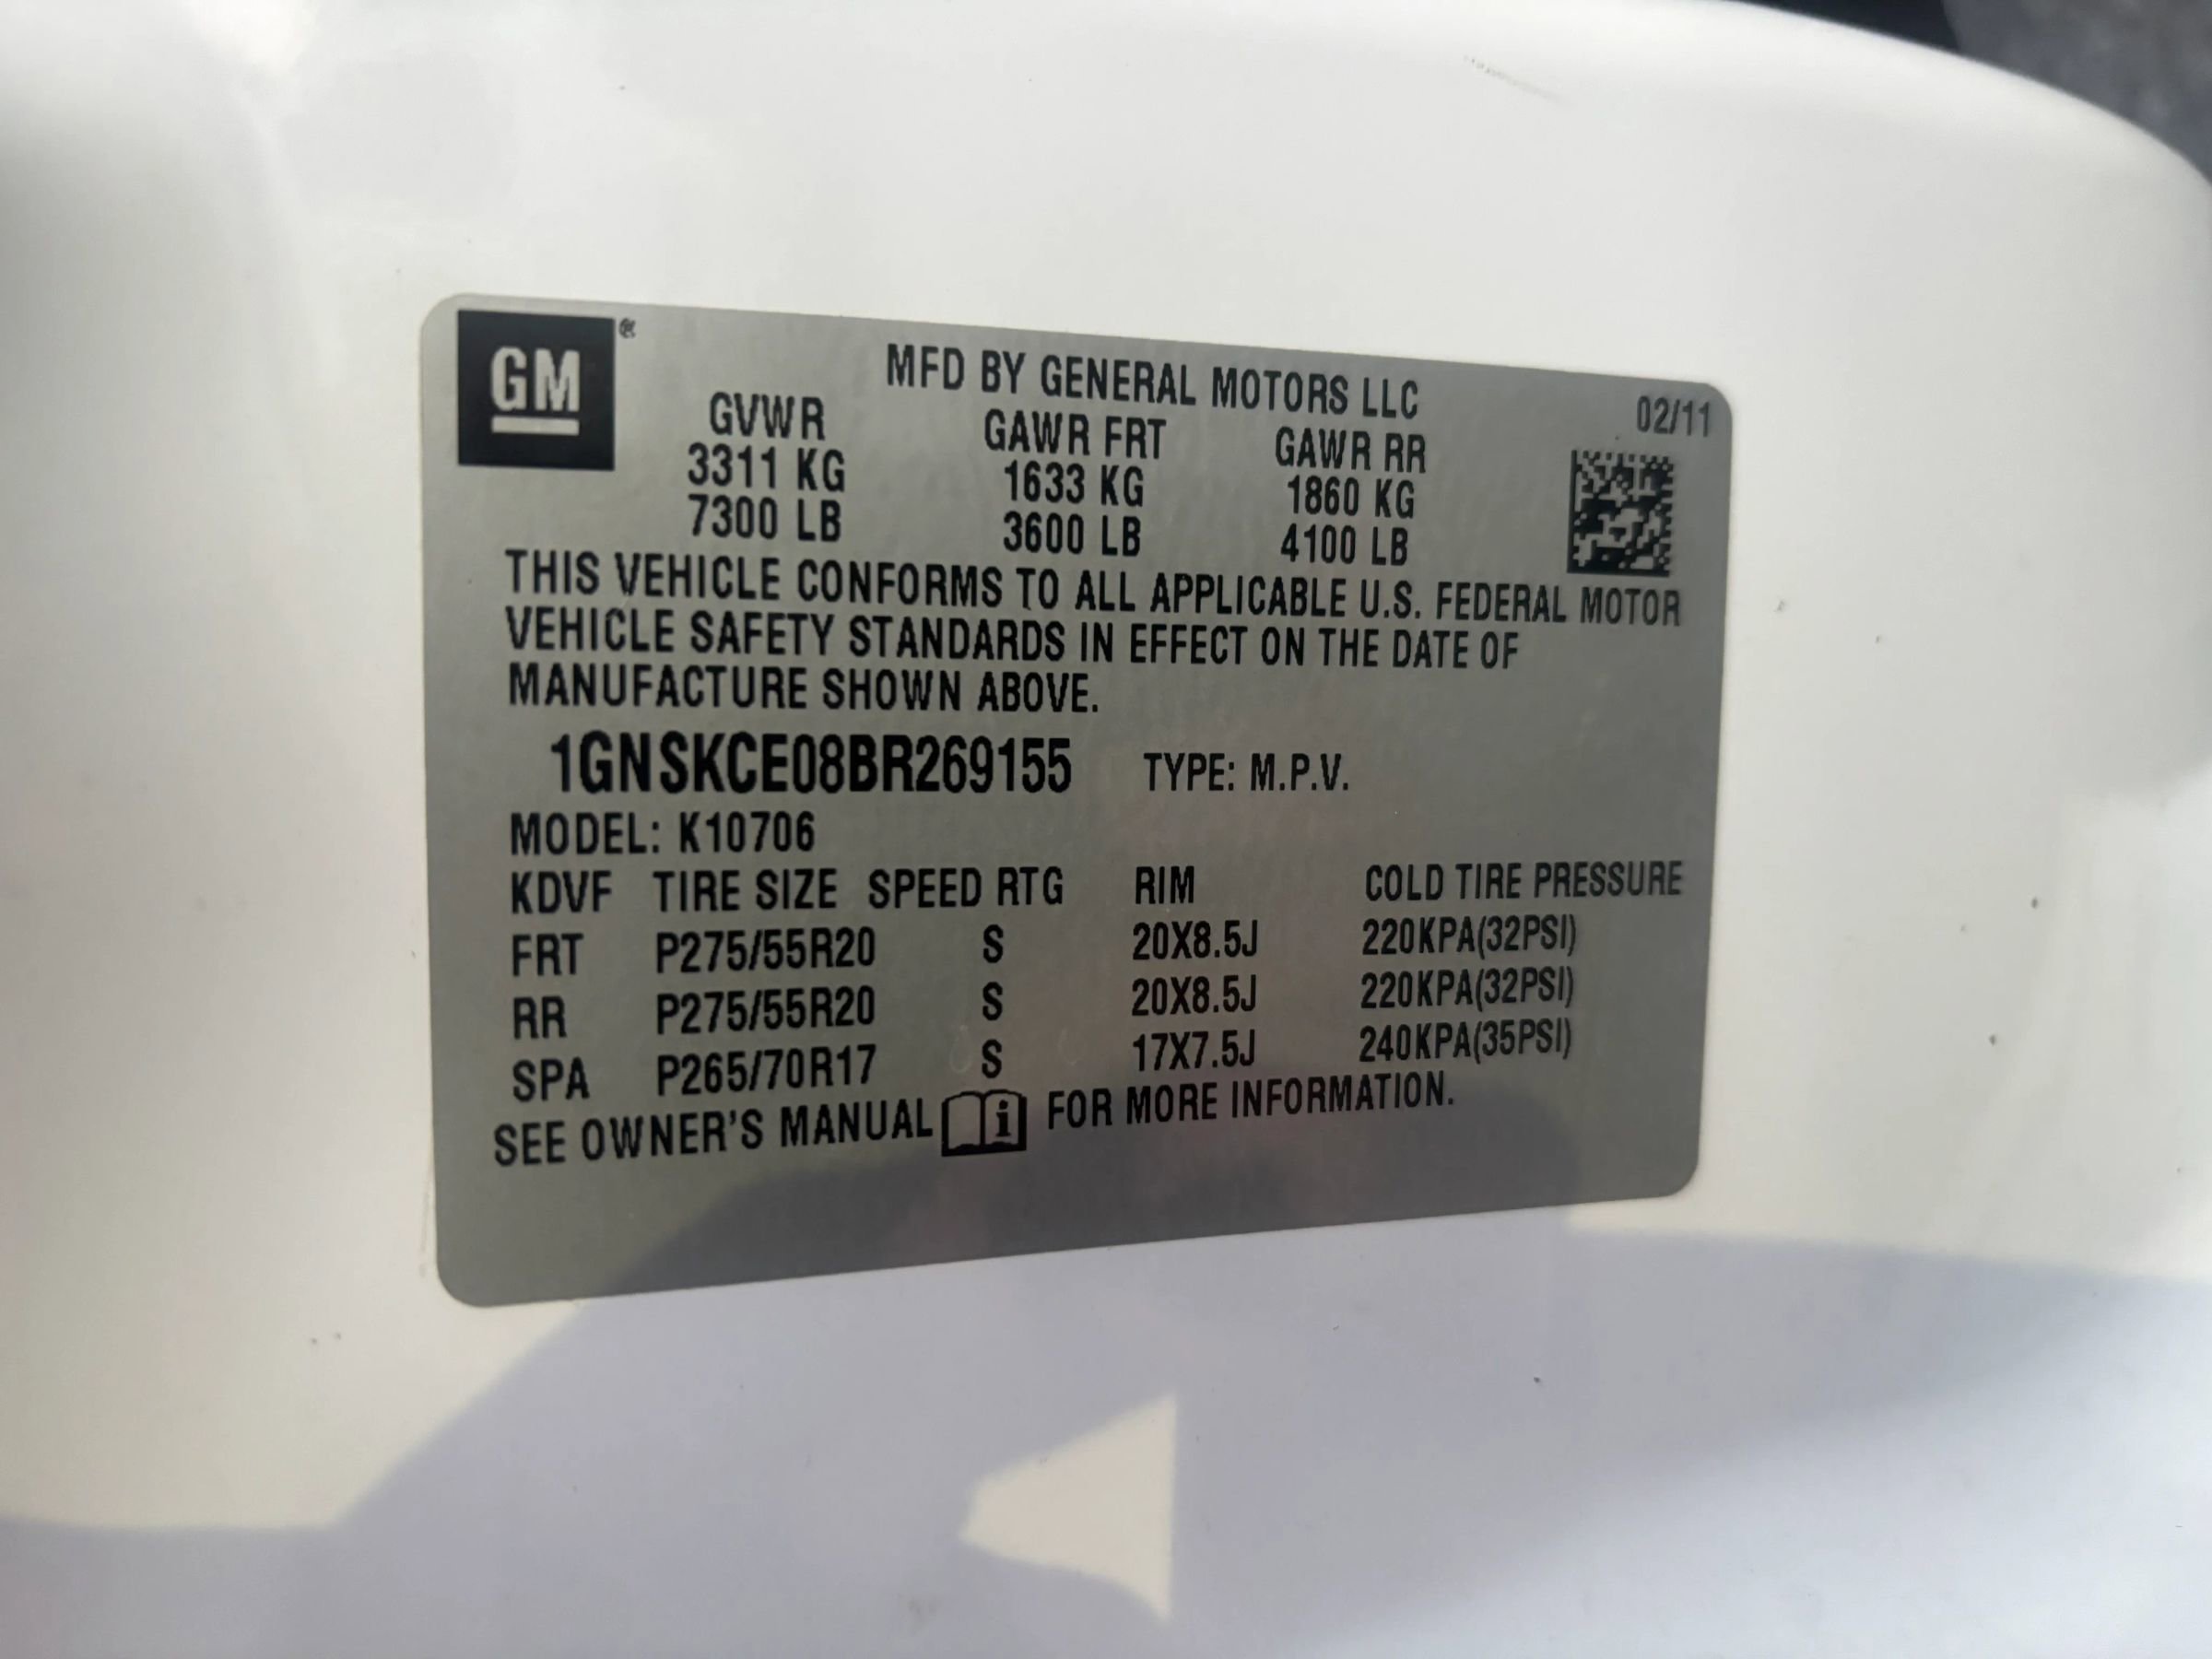 GM ®
MFD BY GENERAL MOTORS LLC 02/11
GVWR GAWR FRT GAWR RR
3311 KG 1633 KG 1860 KG
7300 LB 3600 LB 4100 LB
THIS VEHICLE CONFORMS TO ALL APPLICABLE U.S. FEDERAL MOTOR
VEHICLE SAFETY STANDARDS IN EFFECT ON THE DATE OF
MANUFACTURE SHOWN ABOVE.
1GNSKCE08BR269155 TYPE: M.P.V.
MODEL: K10706
KDVF TIRE SIZE SPEED RTG RIM COLD TIRE PRESSURE
FRT P275/55R20 S 20X8.5J 220KPA(32PSI)
RR P275/55R20 S 20X8.5J 220KPA(32PSI)
SPA P265/70R17 S 17X7.5J 240KPA(35PSI)
SEE OWNER'S MANUAL i FOR MORE INFORMATION.